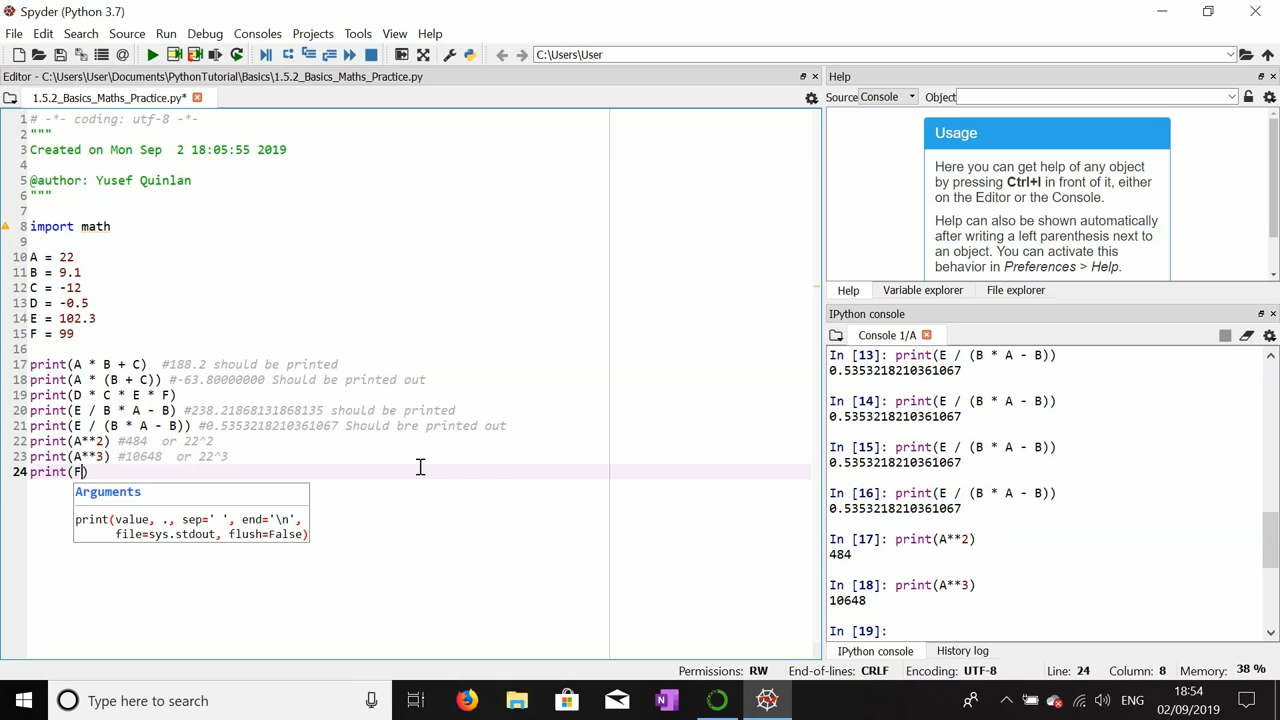 Spyder (Python 3.7)
File Edit Search Source Run Debug Consoles Projects Tools View Help
C:\Users\User
Editor - C:\Users\User\Documents\PythonTutorial\Basics\1.5.2_Basics_Maths_Practice.py
1.5.2_Basics_Maths_Practice.py*
1 # -*- coding: utf-8 -*-
2 """
3 Created on Mon Sep  2 18:05:55 2019
4
5 @author: Yusef Quinlan
6 """
7
8 import math
9
10 A = 22
11 B = 9.1
12 C = -12
13 D = -0.5
14 E = 102.3
15 F = 99
16
17 print(A * B + C)  #188.2 should be printed
18 print(A * (B + C)) #-63.80000000 Should be printed out
19 print(D * C * E * F)
20 print(E / B * A - B) #238.21868131868135 should be printed
21 print(E / (B * A - B)) #0.5353218210361067 Should bre printed out
22 print(A**2) #484  or 22^2
23 print(A**3) #10648  or 22^3
24 print(F)
Arguments
print(value, ., sep=' ', end='\n',
file=sys.stdout, flush=False)
Help
Source Console Object
Usage
Here you can get help of any object
by pressing Ctrl+I in front of it, either
on the Editor or the Console.
Help can also be shown automatically
after writing a left parenthesis next to
an object. You can activate this
behavior in Preferences > Help.
Help Variable explorer File explorer
IPython console
Console 1/A
In [13]: print(E / (B * A - B))
0.5353218210361067
In [14]: print(E / (B * A - B))
0.5353218210361067
In [15]: print(E / (B * A - B))
0.5353218210361067
In [16]: print(E / (B * A - B))
0.5353218210361067
In [17]: print(A**2)
484
In [18]: print(A**3)
10648
In [19]:
IPython console History log
Permissions: RW End-of-lines: CRLF Encoding: UTF-8 Line: 24 Column: 8 Memory: 38 %
Type here to search
ENG
18:54
02/09/2019